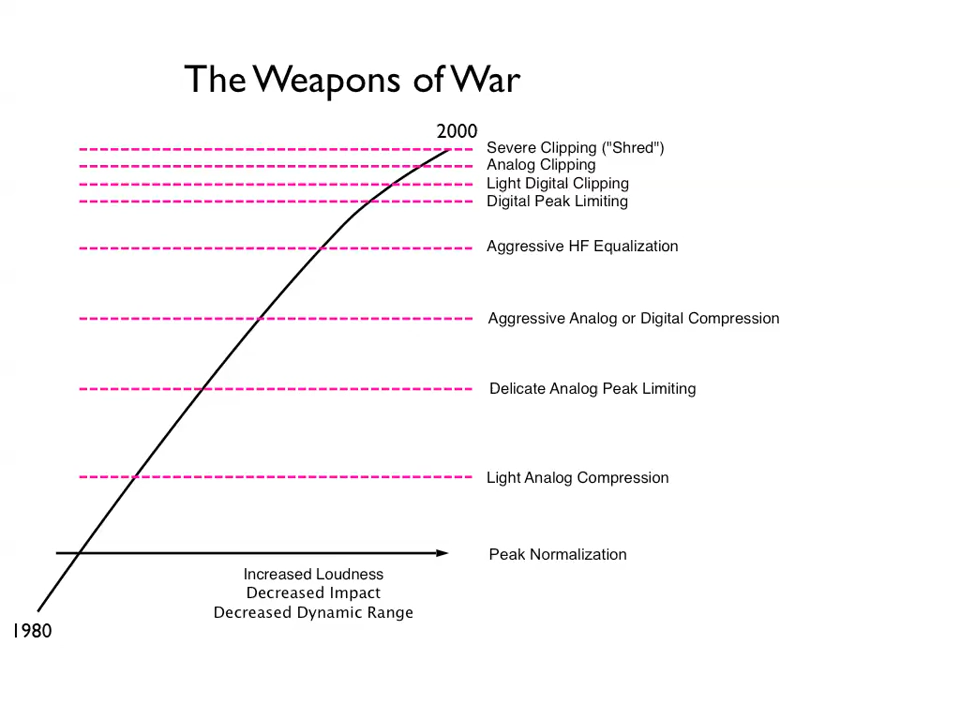 The Weapons of War
2000
Severe Clipping ("Shred")
Analog Clipping
Light Digital Clipping
Digital Peak Limiting
Aggressive HF Equalization
Aggressive Analog or Digital Compression
Delicate Analog Peak Limiting
Light Analog Compression
Peak Normalization
Increased Loudness
Decreased Impact
Decreased Dynamic Range
1980